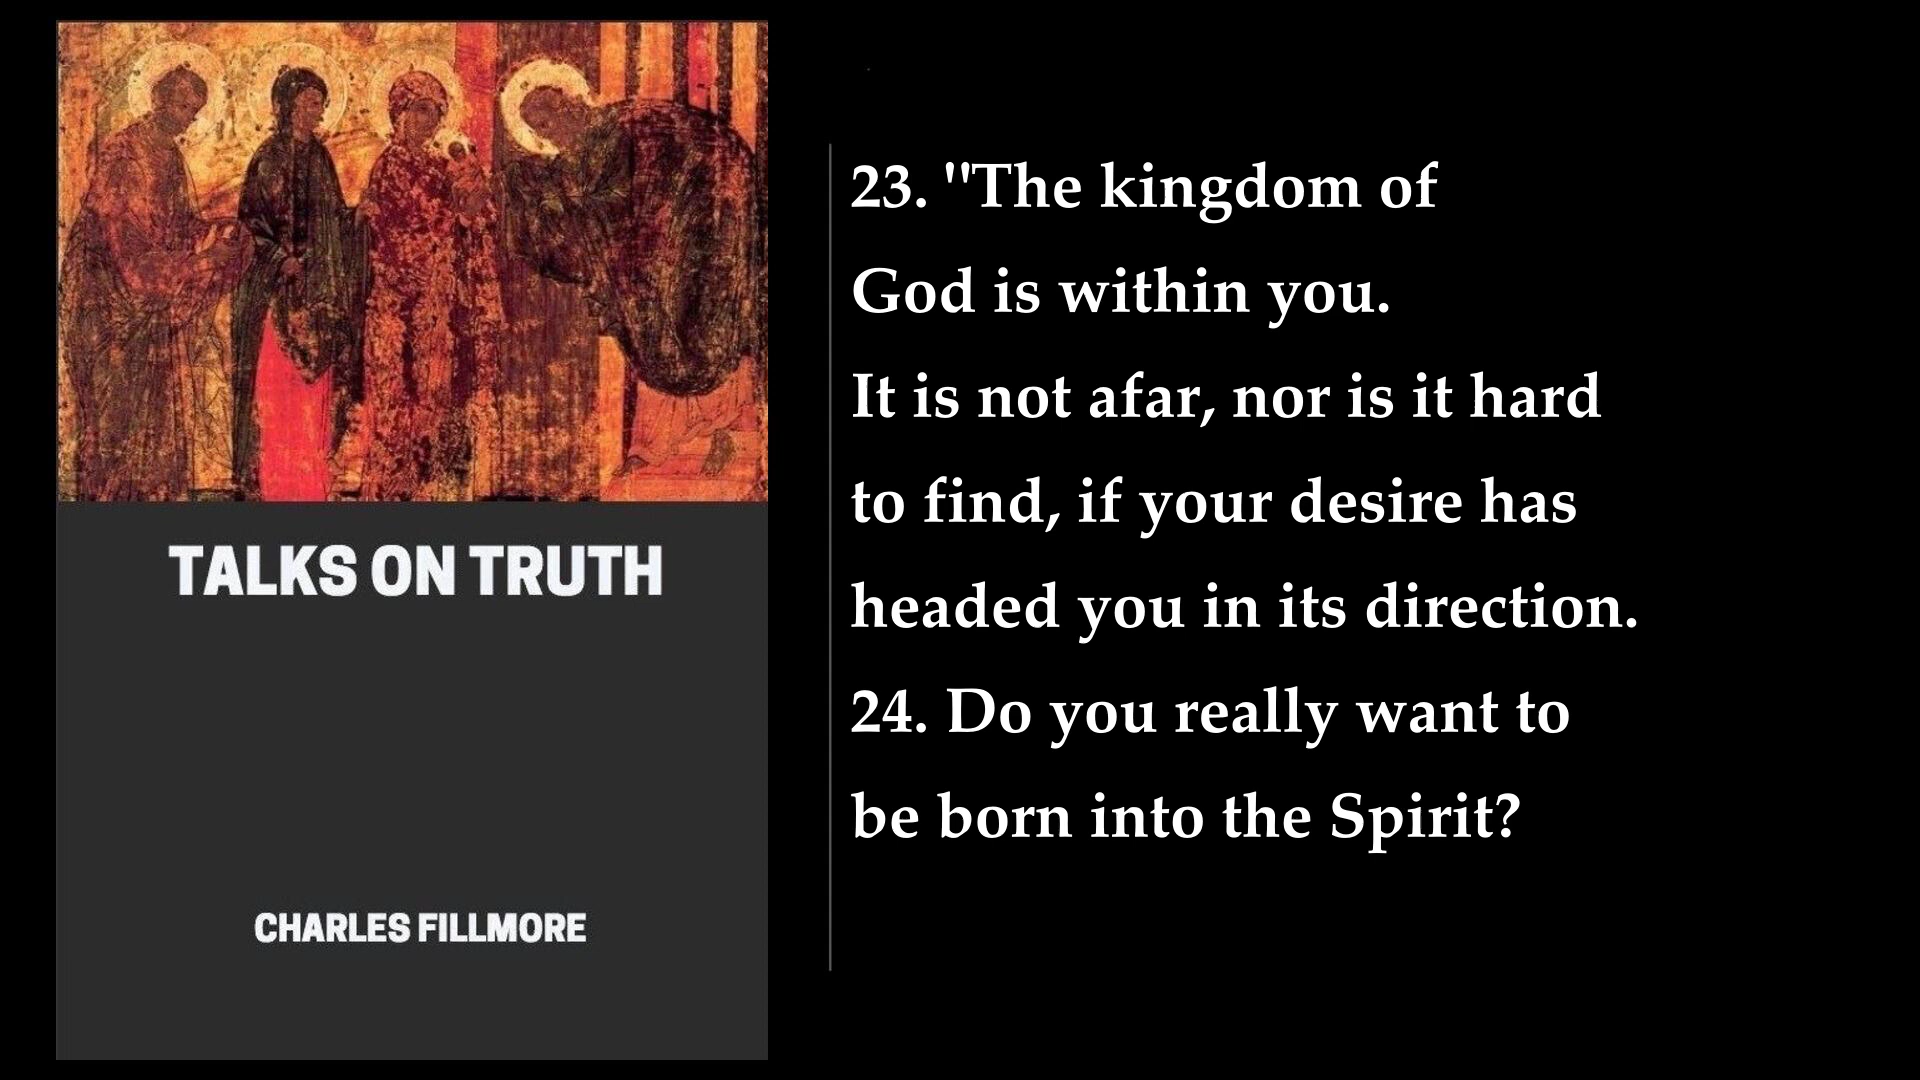 TALKS ON TRUTH
CHARLES FILLMORE
23. "The kingdom of
God is within you.
It is not afar, nor is it hard
to find, if your desire has
headed you in its direction.
24. Do you really want to
be born into the Spirit?